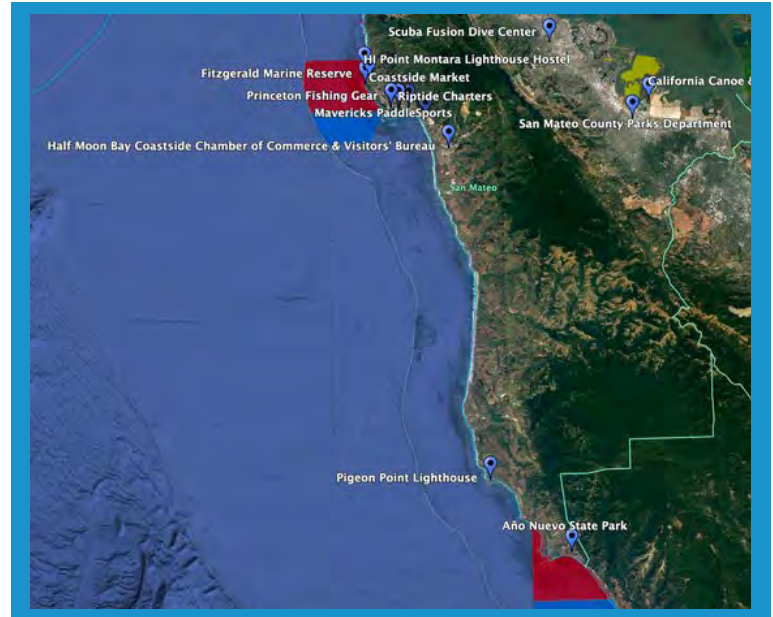 Scuba Fusion Dive Center
HI Point Montara Lighthouse Hostel
Fitzgerald Marine Reserve
Coastside Market
California Canoe &
Princeton Fishing Gear
Riptide Charters
Mavericks PaddleSports
San Mateo County Parks Department
Half Moon Bay Coastside Chamber of Commerce & Visitors' Bureau
San Mateo
Pigeon Point Lighthouse
Año Nuevo State Park